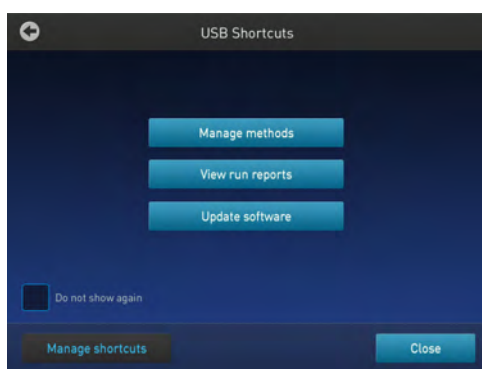 USB Shortcuts
Manage methods
View run reports
Update software
Do not show again
Manage shortcuts
Close